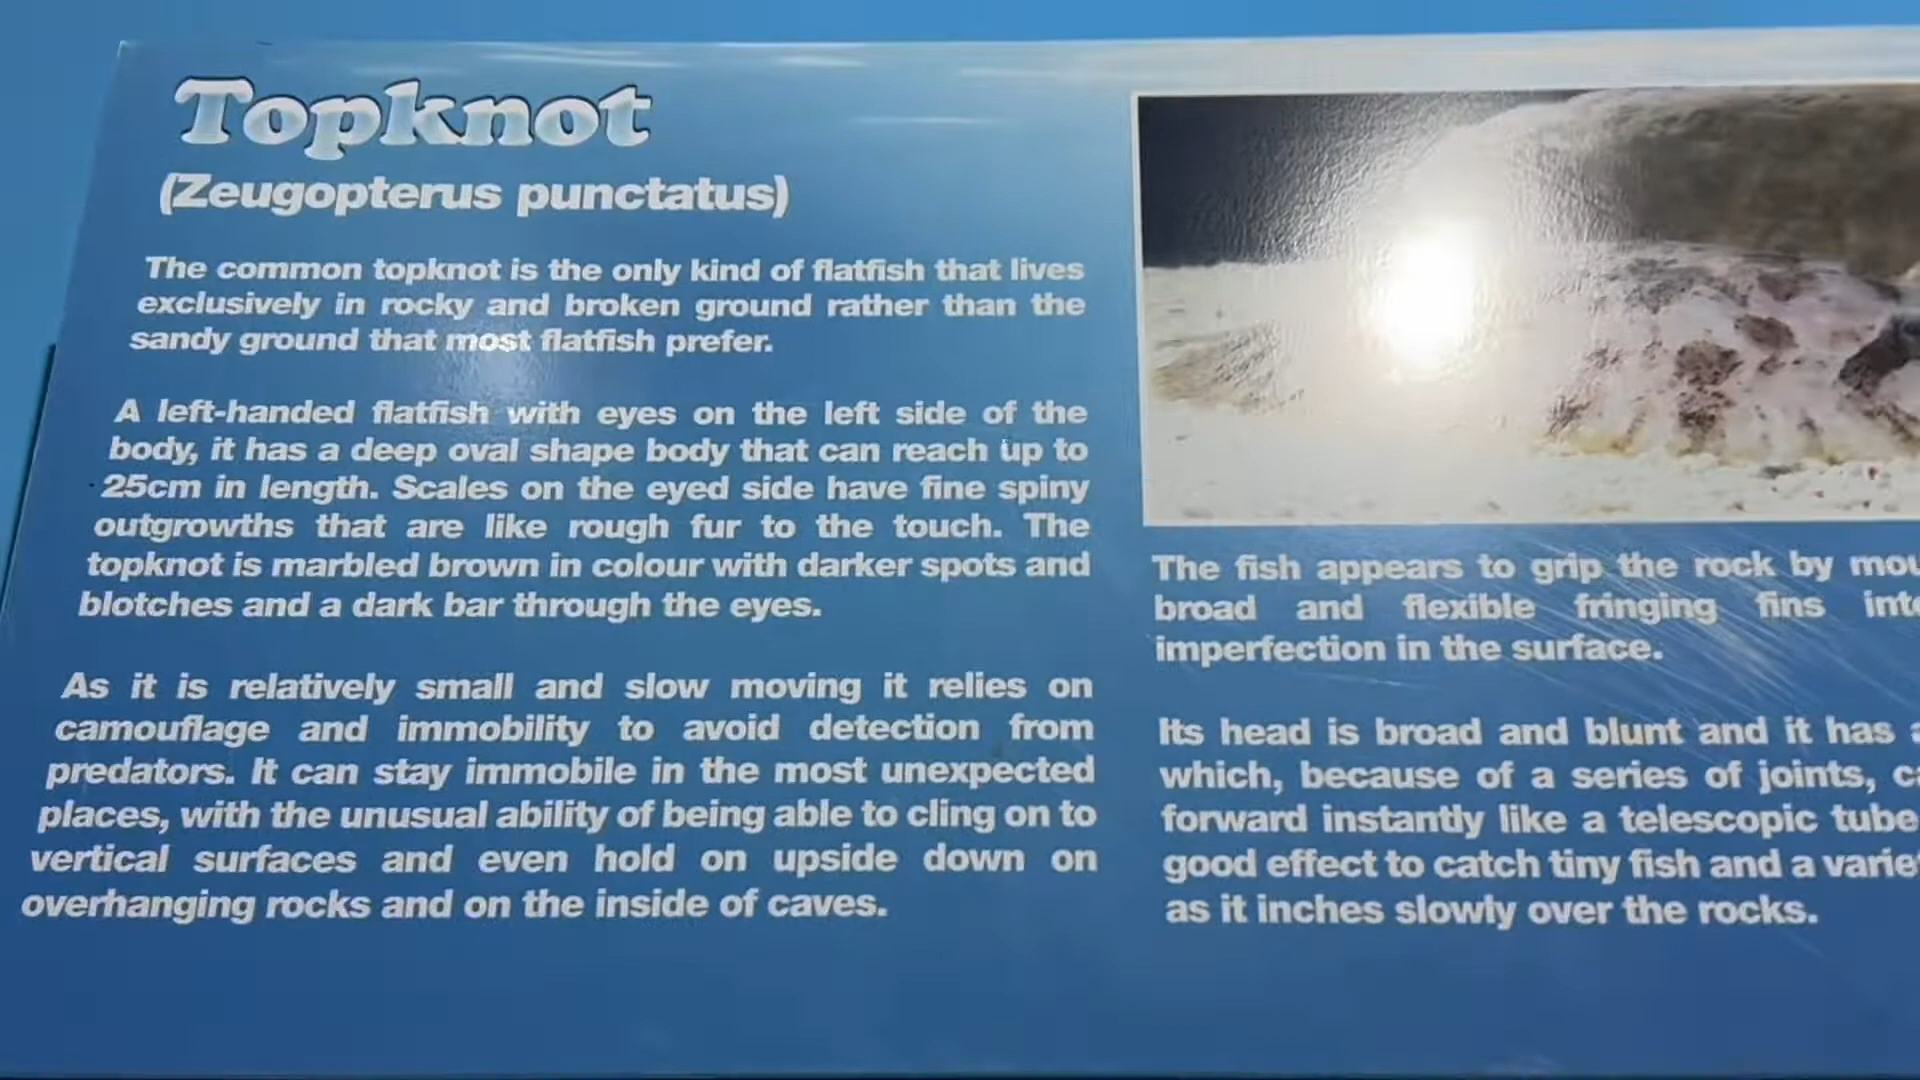 Topknot
(Zeugopterus punctatus)
The common topknot is the only kind of flatfish that lives
exclusively in rocky and broken ground rather than the
sandy ground that most flatfish prefer.
A left-handed flatfish with eyes on the left side of the
body, it has a deep oval shape body that can reach up to
25cm in length. Scales on the eyed side have fine spiny
outgrowths that are like rough fur to the touch. The
topknot is marbled brown in colour with darker spots and
blotches and a dark bar through the eyes.
As it is relatively small and slow moving it relies on
camouflage and immobility to avoid detection from
predators. It can stay immobile in the most unexpected
places, with the unusual ability of being able to cling on to
vertical surfaces and even hold on upside down on
overhanging rocks and on the inside of caves.
The fish appears to grip the rock by
broad and flexible fringing fins
imperfection in the surface.
Its head is broad and blunt and it has
which, because of a series of joints,
forward instantly like a telescopic tube
good effect to catch tiny fish and a
as it inches slowly over the rocks.